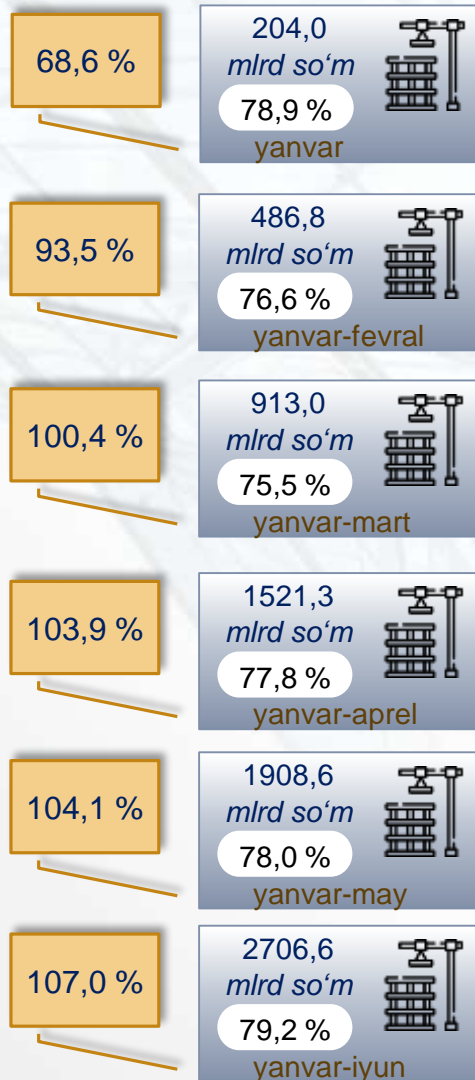 68,6 %
204,0
mlrd so‘m
78,9 %
yanvar
93,5 %
486,8
mlrd so‘m
76,6 %
yanvar-fevral
100,4 %
913,0
mlrd so‘m
75,5 %
yanvar-mart
103,9 %
1521,3
mlrd so‘m
77,8 %
yanvar-aprel
104,1 %
1908,6
mlrd so‘m
78,0 %
yanvar-may
107,0 %
2706,6
mlrd so‘m
79,2 %
yanvar-iyun